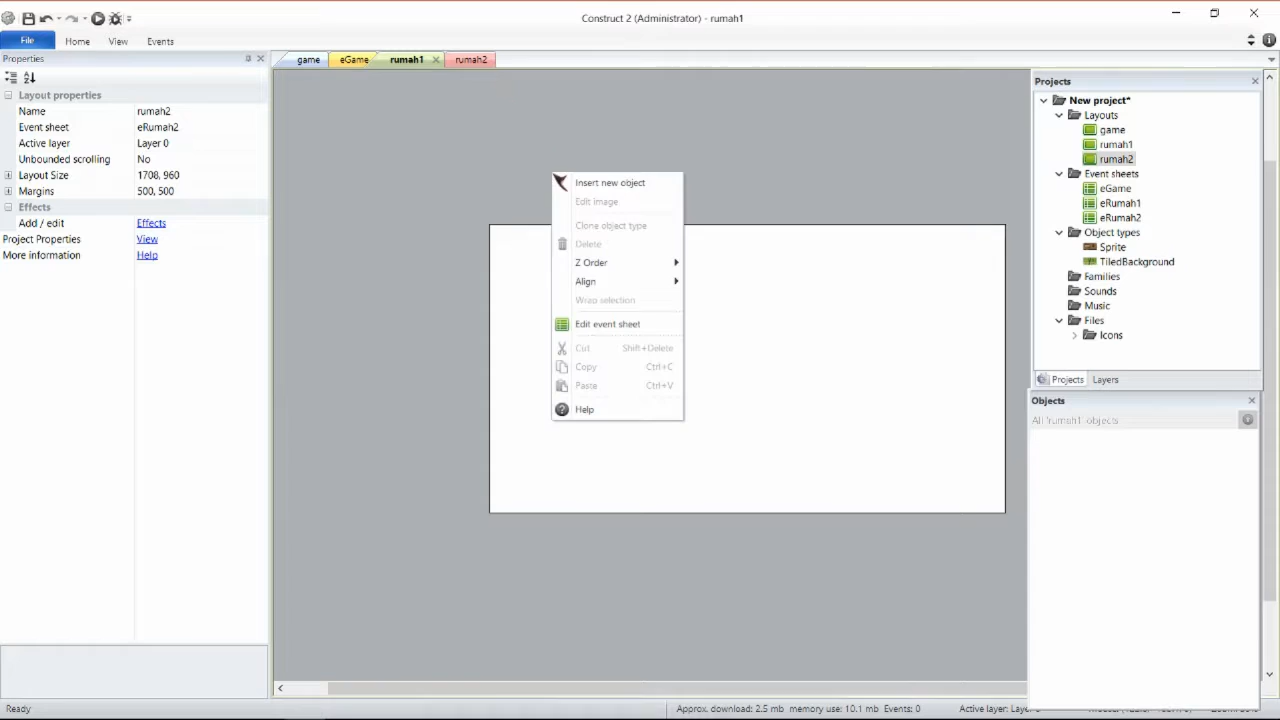 Construct 2 (Administrator) - rumah1
File
Home
View
Events
Properties
Layout properties
Name rumah2
Event sheet eRumah2
Active layer Layer 0
Unbounded scrolling No
Layout Size 1708, 960
Margins 500, 500
Effects
Add / edit Effects
Project Properties View
More information Help
game
eGame
rumah1
rumah2
Insert new object
Edit image
Clone object type
Delete
Z Order
Align
Wrap selection
Edit event sheet
Cut Shift+Delete
Copy Ctrl+C
Paste Ctrl+V
Help
Projects
New project*
Layouts
game
rumah1
rumah2
Event sheets
eGame
eRumah1
eRumah2
Object types
Sprite
TiledBackground
Families
Sounds
Music
Files
Icons
Projects
Layers
Objects
All 'rumah1' objects
Ready
Approx. download: 2.5 mb memory use: 10.1 mb Events: 0
Active layer: